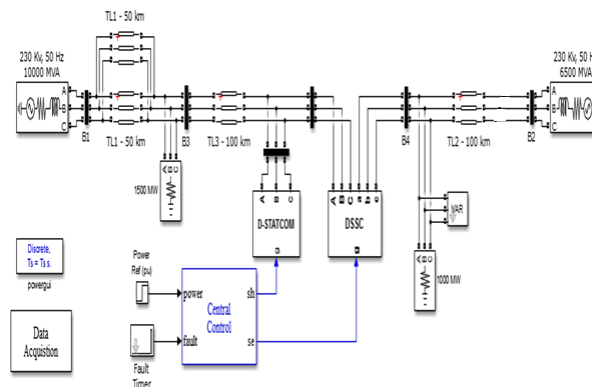 TL1 - 50 km
230 Kv, 50 Hz
10000 MVA
230 Kv, 50 Hz
6500 MVA
A
B
C
A
B
C
B1
TL1 - 50 km
B3
TL3 - 100 km
B4
TL2 - 100 km
B2
A B C
1500 MW
A
B
C
D-STATCOM
A B C a b c
DSSC
VAR
A B C
1000 MW
Discrete,
Ts = Ts s.
powergui
Power
Ref (pu)
power
sh
Central
Control
fault
se
Data
Acquistion
Fault
Timer